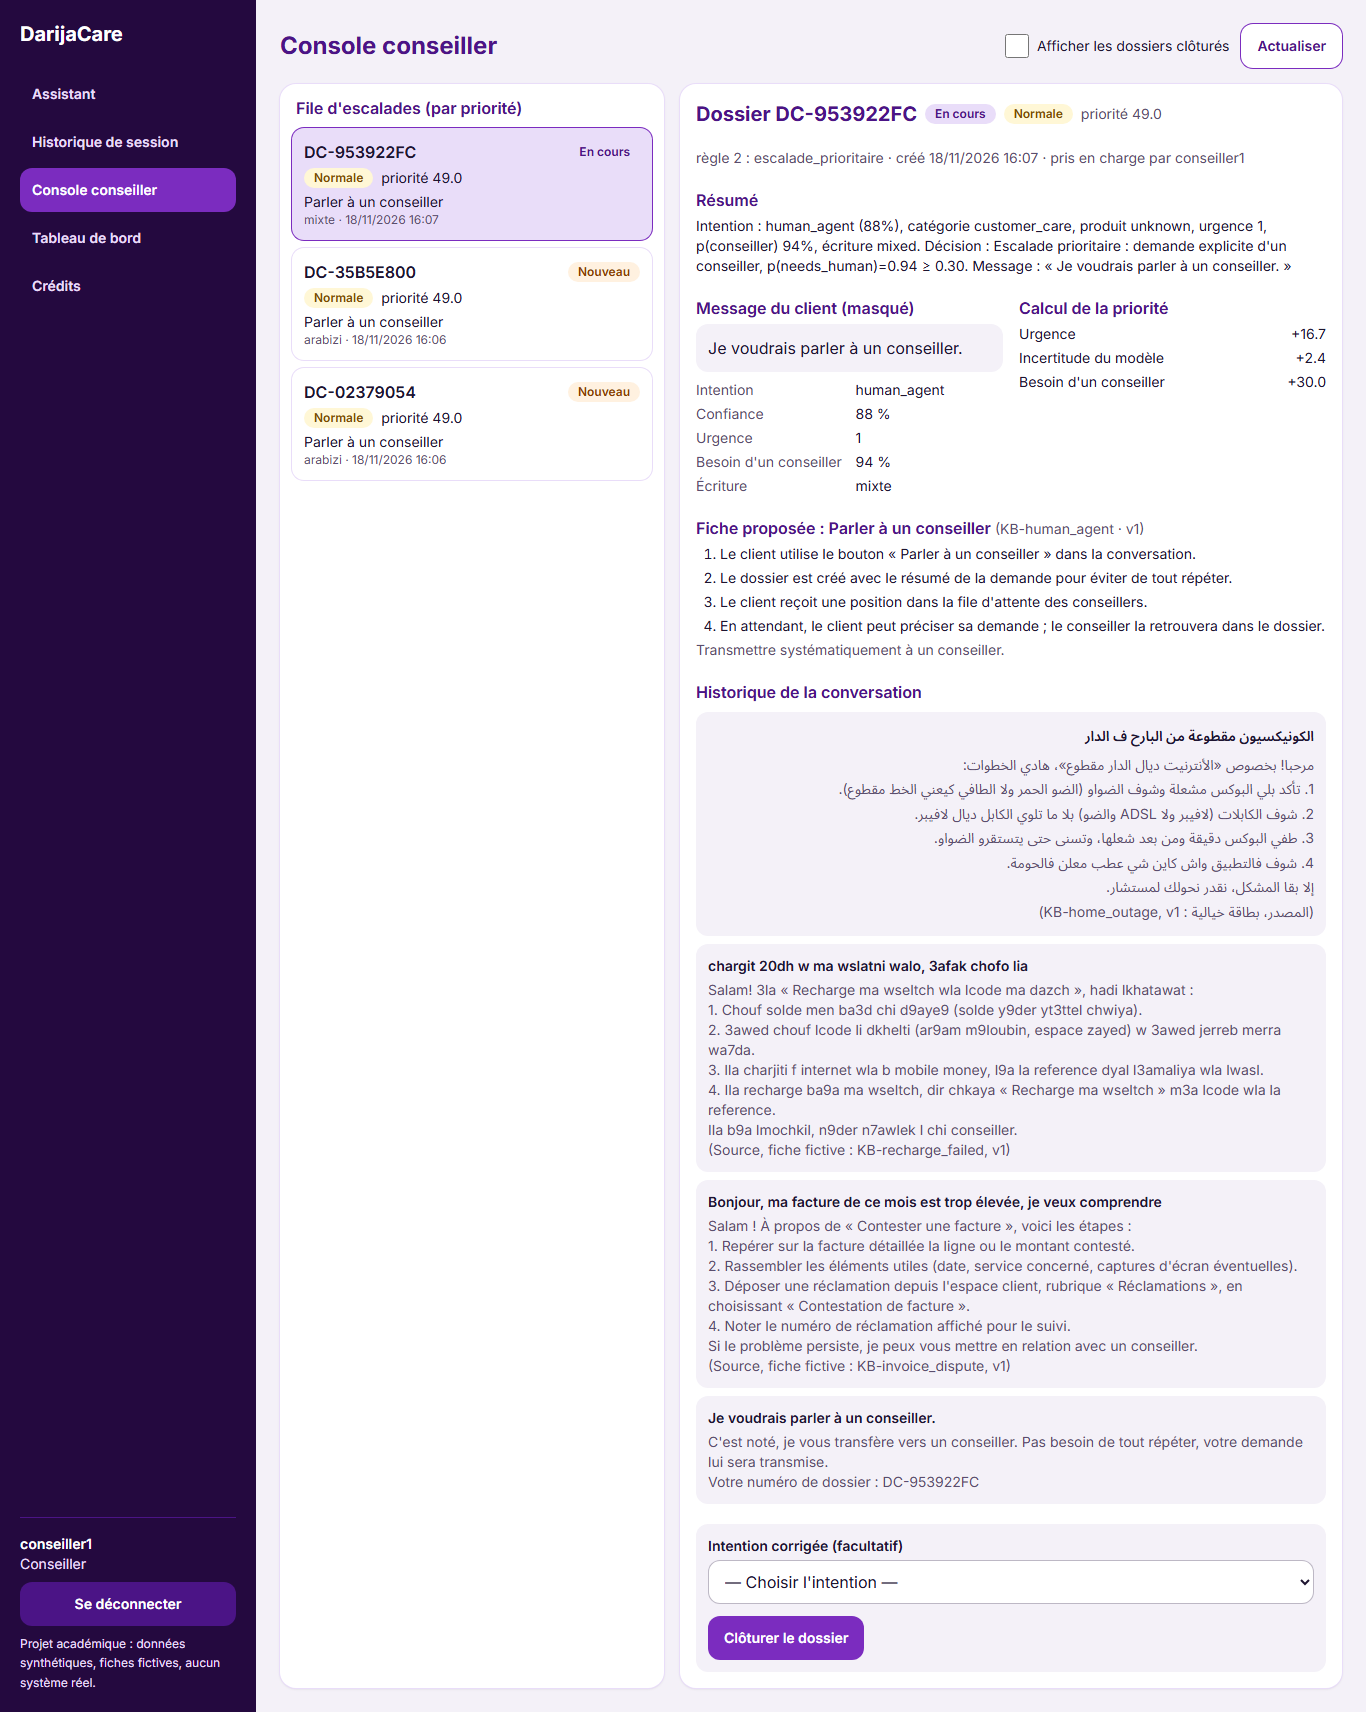 DarijaCare
Assistant
Historique de session
Console conseiller
Tableau de bord
Crédits
conseiller1
Conseiller
Se déconnecter
Projet académique : données
synthétiques, fiches fictives, aucun
système réel.
Console conseiller
Afficher les dossiers clôturés
Actualiser
File d'escalades (par priorité)
DC-953922FC En cours
Normale priorité 49.0
Parler à un conseiller
mixte · 18/11/2026 16:07
DC-35B5E800 Nouveau
Normale priorité 49.0
Parler à un conseiller
arabizi · 18/11/2026 16:06
DC-02379054 Nouveau
Normale priorité 49.0
Parler à un conseiller
arabizi · 18/11/2026 16:06
Dossier DC-953922FC En cours Normale priorité 49.0
règle 2 : escalade_prioritaire · créé 18/11/2026 16:07 · pris en charge par conseiller1
Résumé
Intention : human_agent (88%), catégorie customer_care, produit unknown, urgence 1,
p(conseiller) 94%, écriture mixed. Décision : Escalade prioritaire : demande explicite d'un
conseiller, p(needs_human)=0.94 ≥ 0.30. Message : « Je voudrais parler à un conseiller. »
Message du client (masqué)
Je voudrais parler à un conseiller.
Intention human_agent
Confiance 88 %
Urgence 1
Besoin d'un conseiller 94 %
Écriture mixte
Calcul de la priorité
Urgence +16.7
Incertitude du modèle +2.4
Besoin d'un conseiller +30.0
Fiche proposée : Parler à un conseiller (KB-human_agent · v1)
1. Le client utilise le bouton « Parler à un conseiller » dans la conversation.
2. Le dossier est créé avec le résumé de la demande pour éviter de tout répéter.
3. Le client reçoit une position dans la file d'attente des conseillers.
4. En attendant, le client peut préciser sa demande ; le conseiller la retrouvera dans le dossier.
Transmettre systématiquement à un conseiller.
Historique de la conversation
الكونيكسيون مقطوعة من البارح ف الدار
مرحبا! بخصوص «الأنترنيت ديال الدار مقطوع»، هادي الخطوات:
1. تأكد بلي البوكس مشعلة وشوف الضواو (الضو الحمر ولا الطافي كيعني الخط مقطوع).
2. شوف الكابلات (لافيبر ولا ADSL والضو) بلا ما تلوي الكابل ديال لافيبر.
3. طفي البوكس دقيقة ومن بعد شعلها، وتسنى حتى يتستقرو الضواو.
4. شوف فالتطبيق واش كاين شي عطب معلن فالحومة.
إلا بقا المشكل، نقدر نحولك لمستشار.
(المصدر، بطاقة خيالية : KB-home_outage, v1)
chargit 20dh w ma wslatni walo, 3afak chofo lia
Salam! 3la « Recharge ma wseltch wla lcode ma dazch », hadi lkhatawat :
1. Chouf solde men ba3d chi d9aye9 (solde y9der yt3ttel chwiya).
2. 3awed chouf lcode li dkhelti (ar9am m9loubin, espace zayed) w 3awed jerreb merra
wa7da.
3. Ila charjiti f internet wla b mobile money, l9a la reference dyal l3amaliya wla lwasl.
4. Ila recharge ba9a ma wseltch, dir chkaya « Recharge ma wseltch » m3a lcode wla la
reference.
Ila b9a lmochkil, n9der n7awlek l chi conseiller.
(Source, fiche fictive : KB-recharge_failed, v1)
Bonjour, ma facture de ce mois est trop élevée, je veux comprendre
Salam ! À propos de « Contester une facture », voici les étapes :
1. Repérer sur la facture détaillée la ligne ou le montant contesté.
2. Rassembler les éléments utiles (date, service concerné, captures d'écran éventuelles).
3. Déposer une réclamation depuis l'espace client, rubrique « Réclamations », en
choisissant « Contestation de facture ».
4. Noter le numéro de réclamation affiché pour le suivi.
Si le problème persiste, je peux vous mettre en relation avec un conseiller.
(Source, fiche fictive : KB-invoice_dispute, v1)
Je voudrais parler à un conseiller.
C'est noté, je vous transfère vers un conseiller. Pas besoin de tout répéter, votre demande
lui sera transmise.
Votre numéro de dossier : DC-953922FC
Intention corrigée (facultatif)
— Choisir l'intention —
Clôturer le dossier